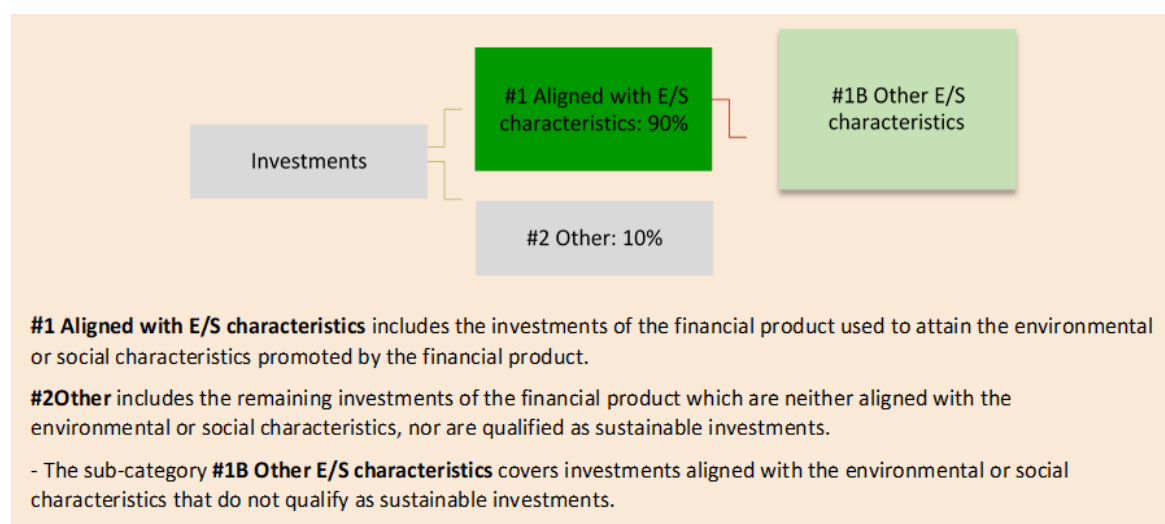 #1 Aligned with E/S
characteristics: 90%
#1B Other E/S
characteristics
Investments
#2 Other: 10%
#1 Aligned with E/S characteristics includes the investments of the financial product used to attain the environmental
or social characteristics promoted by the financial product.
#2Other includes the remaining investments of the financial product which are neither aligned with the
environmental or social characteristics, nor are qualified as sustainable investments.
- The sub-category #1B Other E/S characteristics covers investments aligned with the environmental or social
characteristics that do not qualify as sustainable investments.